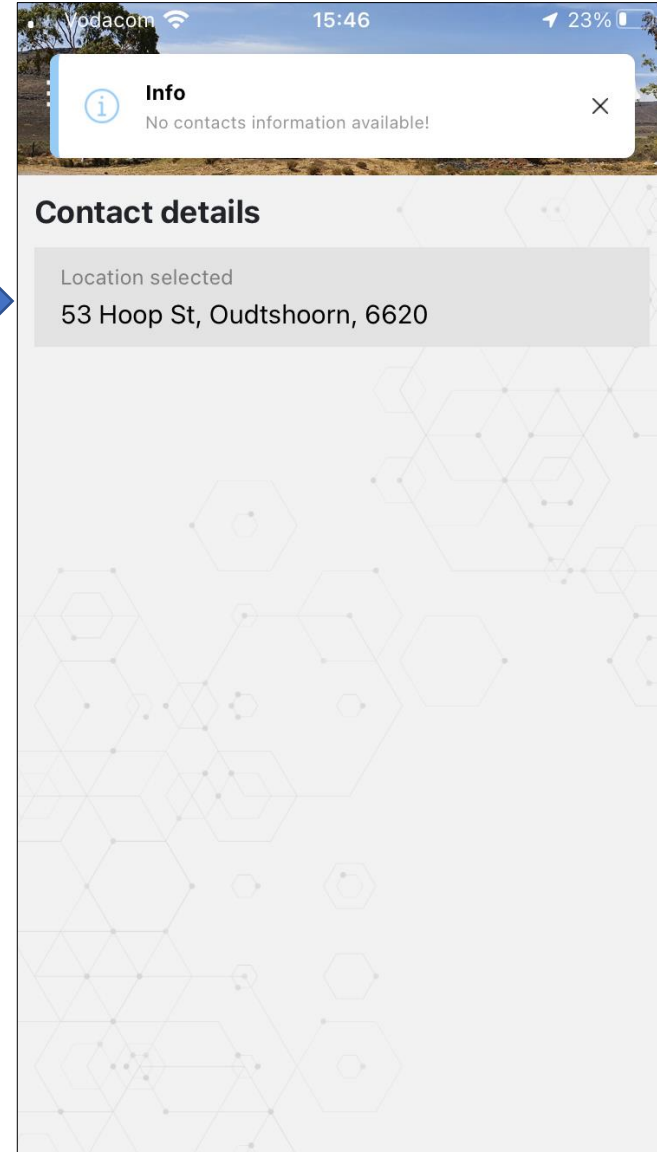 Vodacom 15:46 23%
Info
No contacts information available!
Contact details
Location selected
53 Hoop St, Oudtshoorn, 6620